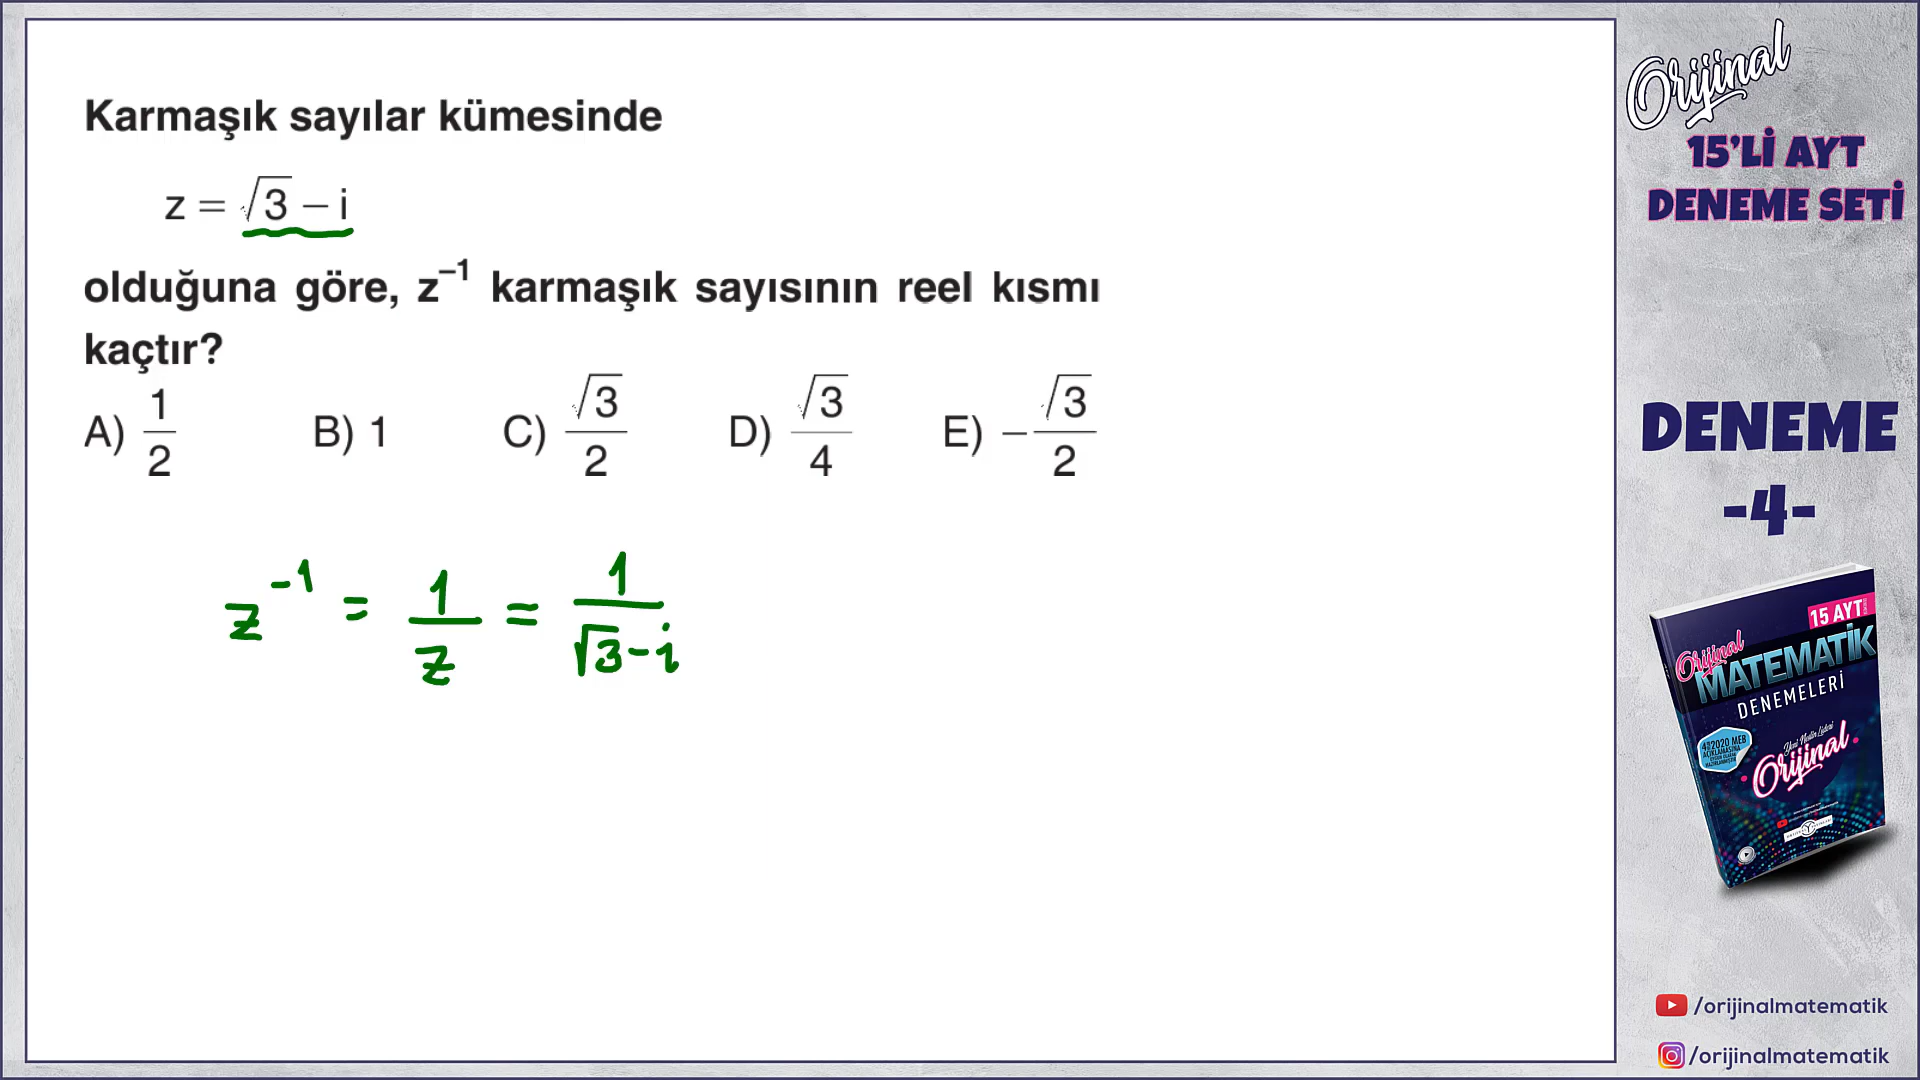 Karmaşık sayılar kümesinde
z = √3 – i
olduğuna göre, z⁻¹ karmaşık sayısının reel kısmı
kaçtır?
A) 1/2 B) 1 C) √3/2 D) √3/4 E) –√3/2
z⁻¹ = 1/z = 1/(√3-i)
Orijinal
15'Lİ AYT
DENEME SETİ
DENEME
-4-
15 AYT
Orijinal
MATEMATİK
DENEMELERİ
Orijinal
/orijinalmatematik
/orijinalmatematik